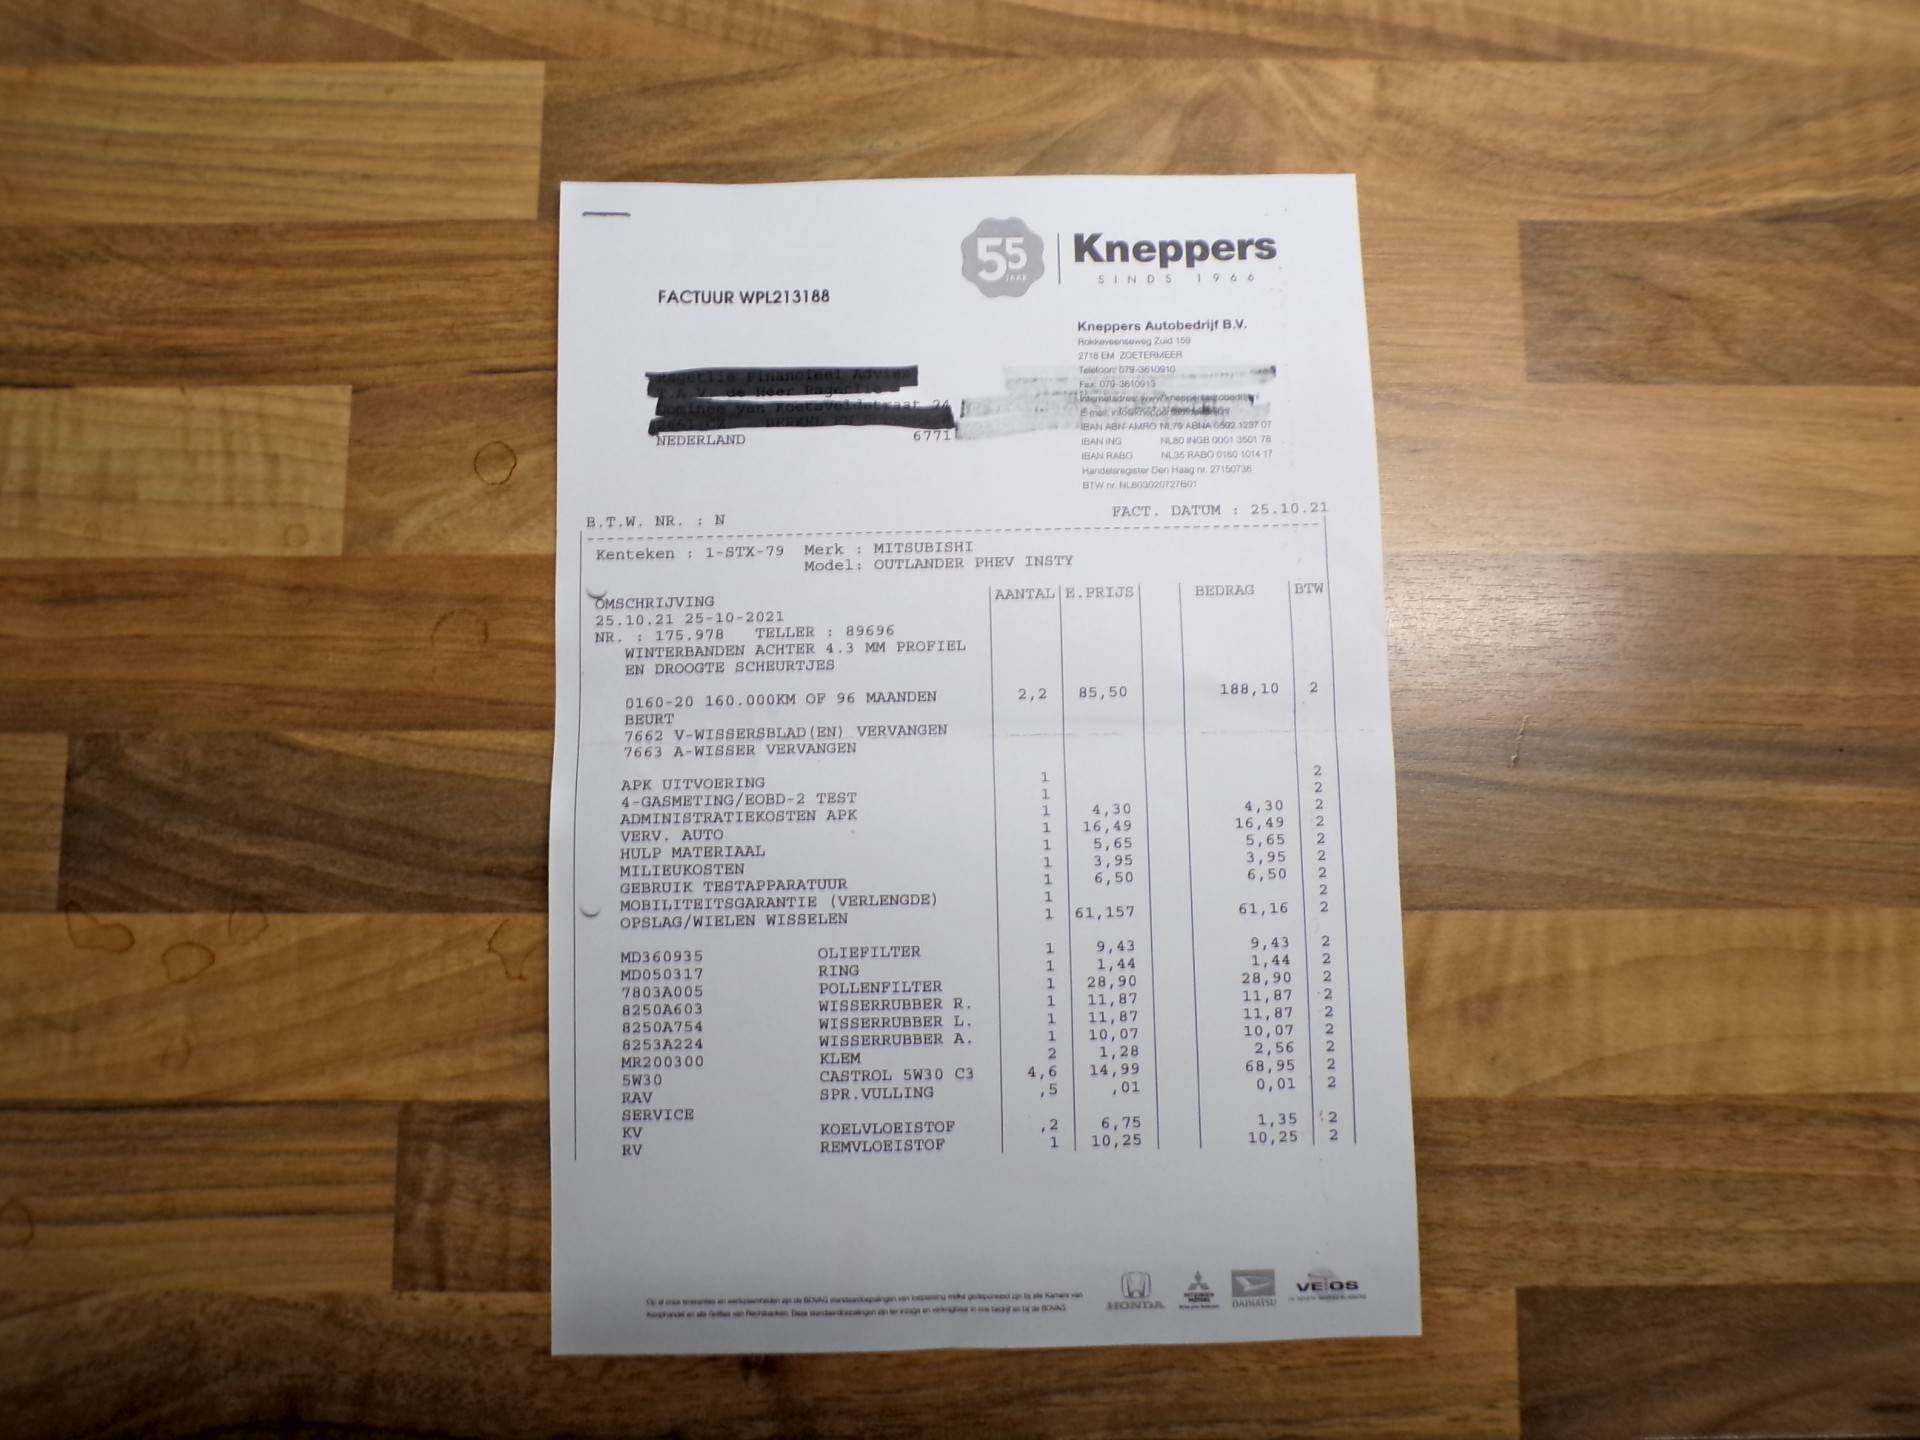 55
JAAR
Kneppers
SINDS 1966
FACTUUR WPL213188
Kneppers Autobedrijf B.V.
Rokkeveenseweg Zuid 159
2718 EM ZOETERMEER
Telefoon: 079-3610910
Fax: 079-3610913
IBAN ABN-AMRO NL79 ABNA 0502 1237 07
IBAN ING NL50 INGB 0001 3501 78
IBAN RABO NL35 RABO 0160 1014 17
Handelsregister Den Haag nr. 27150736
BTW nr. NL803020727B01
NEDERLAND 6771
B.T.W. NR. : N FACT. DATUM : 25.10.21
Kenteken : 1-STX-79 Merk : MITSUBISHI
Model: OUTLANDER PHEV INSTY
OMSCHRIJVING AANTAL E.PRIJS BEDRAG BTW
25.10.21 25-10-2021
NR. : 175.978 TELLER : 89696
WINTERBANDEN ACHTER 4.3 MM PROFIEL
EN DROOGTE SCHEURTJES
0160-20 160.000KM OF 96 MAANDEN 2,2 85,50 188,10 2
BEURT
7662 V-WISSERSBLAD(EN) VERVANGEN
7663 A-WISSER VERVANGEN
APK UITVOERING 1 2
4-GASMETING/EOBD-2 TEST 1 2
ADMINISTRATIEKOSTEN APK 1 4,30 4,30 2
VERV. AUTO 1 16,49 16,49 2
HULP MATERIAAL 1 5,65 5,65 2
MILIEUKOSTEN 1 3,95 3,95 2
GEBRUIK TESTAPPARATUUR 1 6,50 6,50 2
MOBILITEITSGARANTIE (VERLENGDE) 1 2
OPSLAG/WIELEN WISSELEN 1 61,157 61,16 2
MD360935 OLIEFILTER 1 9,43 9,43 2
MD050317 RING 1 1,44 1,44 2
7803A005 POLLENFILTER 1 28,90 28,90 2
8250A603 WISSERRUBBER R. 1 11,87 11,87 2
8250A754 WISSERRUBBER L. 1 11,87 11,87 2
8253A224 WISSERRUBBER A. 1 10,07 10,07 2
MR200300 KLEM 2 1,28 2,56 2
5W30 CASTROL 5W30 C3 4,6 14,99 68,95 2
RAV SPR.VULLING ,5 ,01 0,01 2
SERVICE
KV KOELVLOEISTOF ,2 6,75 1,35 2
RV REMVLOEISTOF 1 10,25 10,25 2
HONDA
DAIHATSU